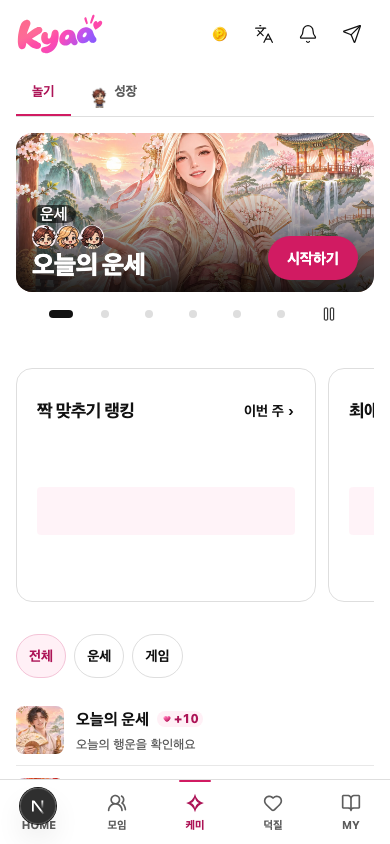 Kyaa
놀기
성장
운세
오늘의 운세
시작하기
짝 맞추기 랭킹
이번 주 ›
최애
전체
운세
게임
오늘의 운세
+10
오늘의 행운을 확인해요
N
HOME
모임
케미
덕질
MY